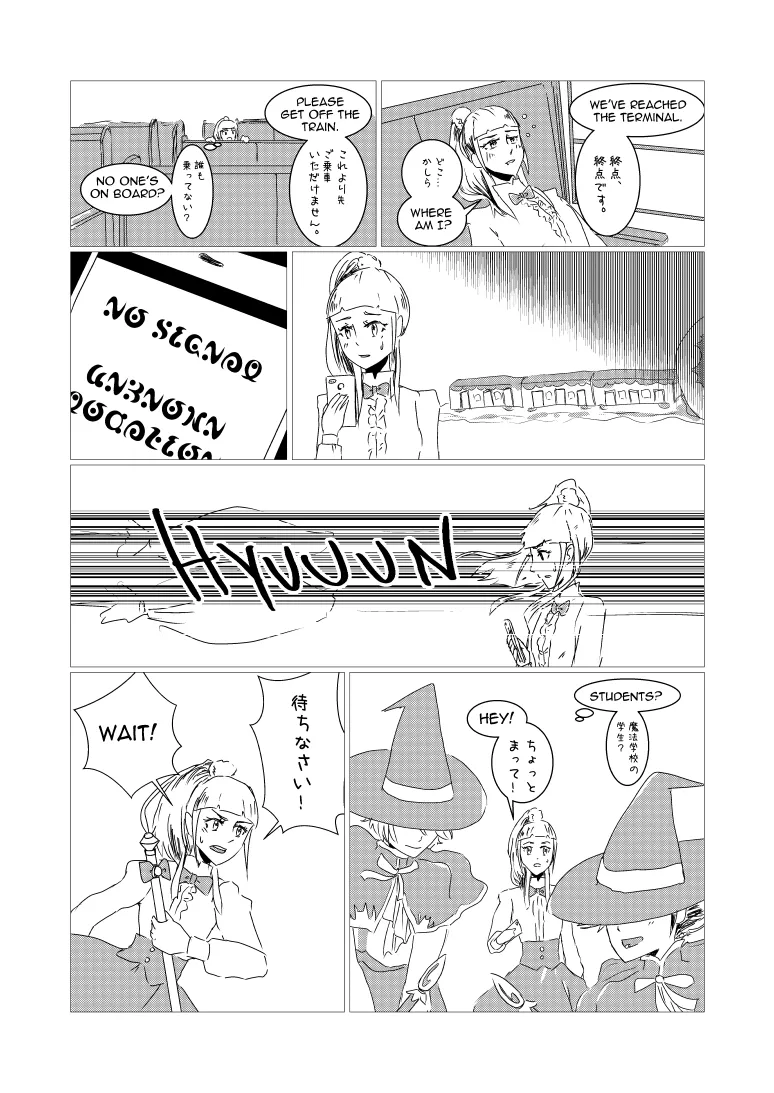 WE'VE REACHED
THE TERMINAL.
終点、
終点です。
どこ…
かしら
WHERE
AM I?
PLEASE
GET OFF THE
TRAIN.
これより先
ご乗車
いただけません。
誰も
乗ってない？
NO ONE'S
ON BOARD?
NO SIGNAL
UNKNOWN
LOCATION
HYUUUN
STUDENTS?
魔法学校の
学生？
HEY!
ちょっと
まって！
待ちなさい！
WAIT!